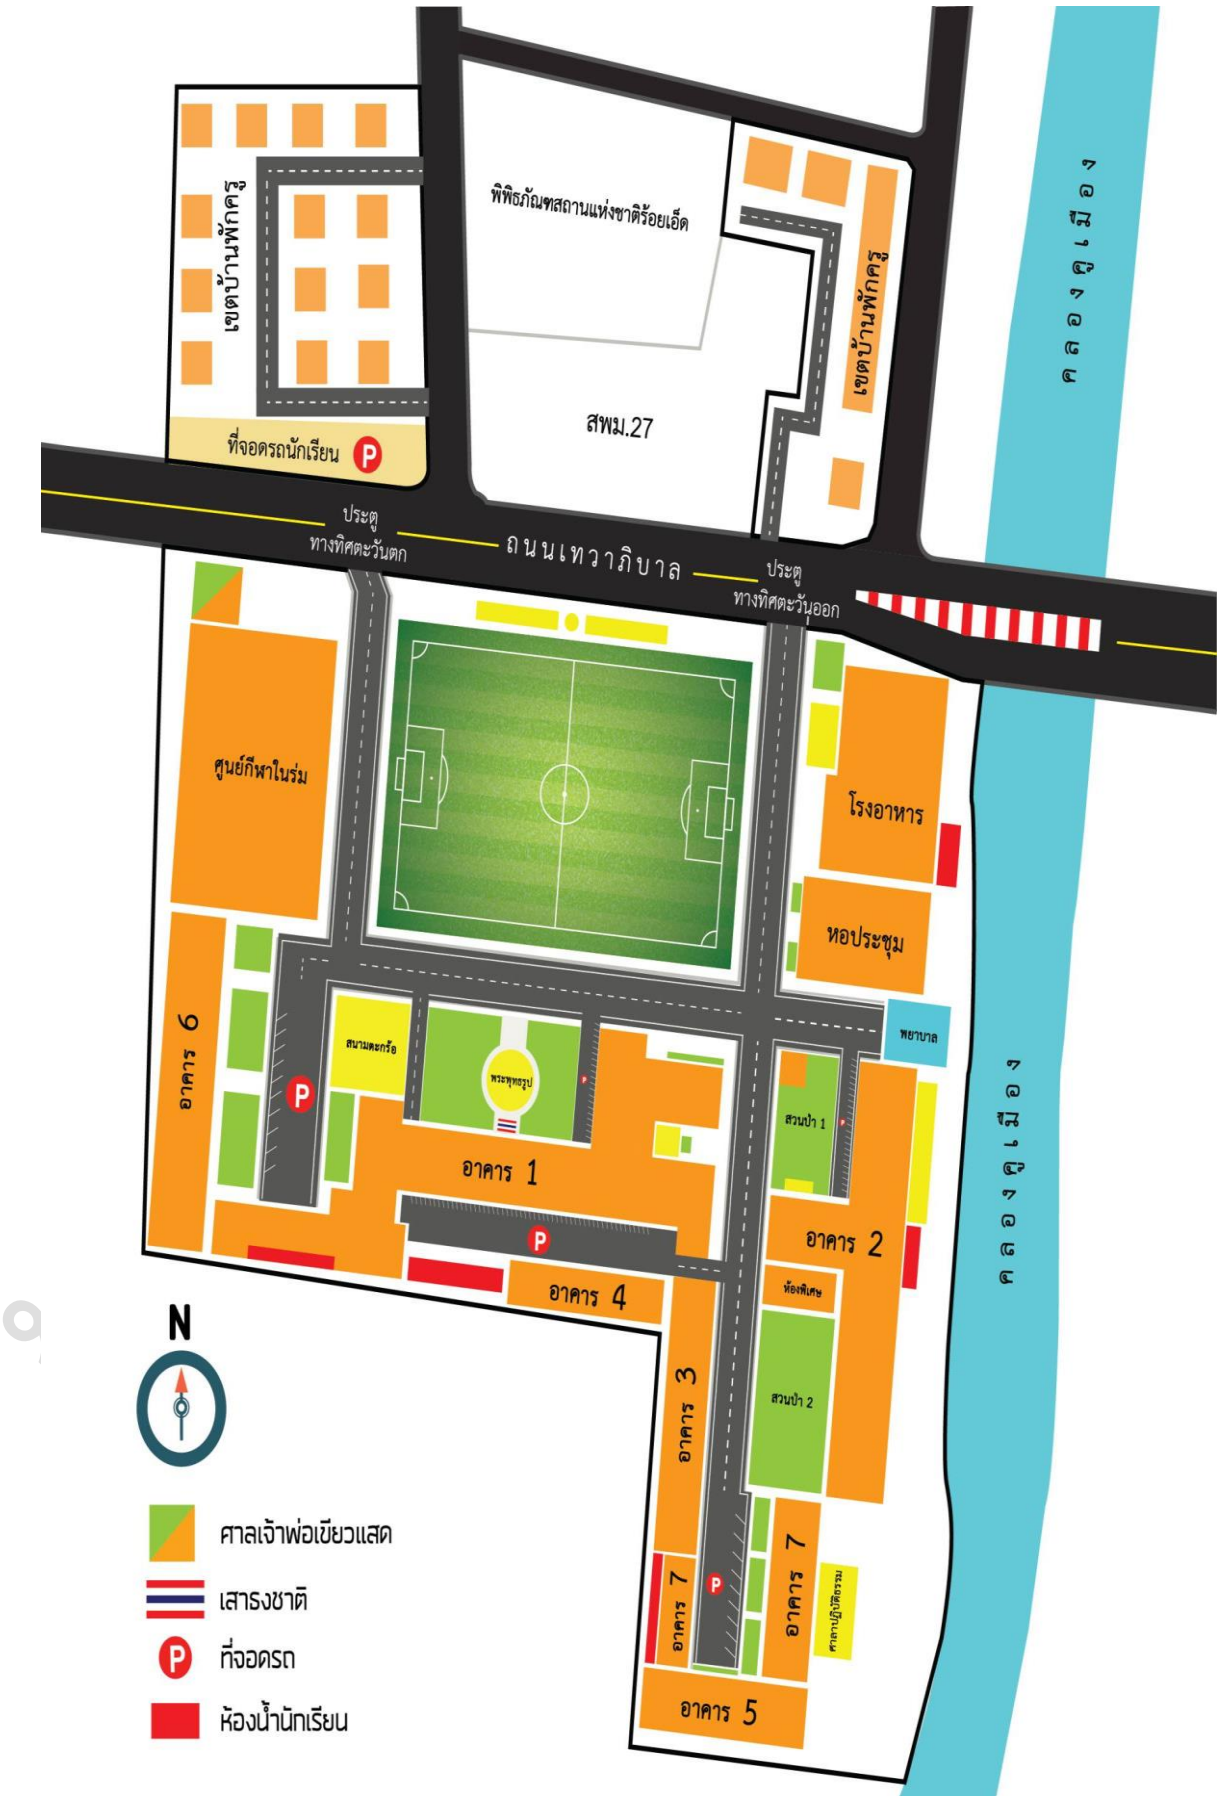 พิพิธภัณฑสถานแห่งชาติร้อยเอ็ด
เขตบ้านพักครู
เขตบ้านพักครู
คลองคูเมือง
สพม.27
ที่จอดรถนักเรียน P
ประตู
ทางทิศตะวันตก
ถนนเทวาภิบาล
ประตู
ทางทิศตะวันออก
ศูนย์กีฬาในร่ม
โรงอาหาร
หอประชุม
พยาบาล
อาคาร 6
สนามตะกร้อ
พระพุทธรูป
P
P
P
สวนป่า 1
คลองคูเมือง
อาคาร 1
อาคาร 2
P
ห้องพิเศษ
อาคาร 4
อาคาร 3
สวนป่า 2
N
อาคาร 7
P
อาคาร 7
ศาลาปฏิบัติธรรม
อาคาร 5
ศาลเจ้าพ่อเขียวแสด
เสาธงชาติ
P ที่จอดรถ
ห้องน้ำนักเรียน